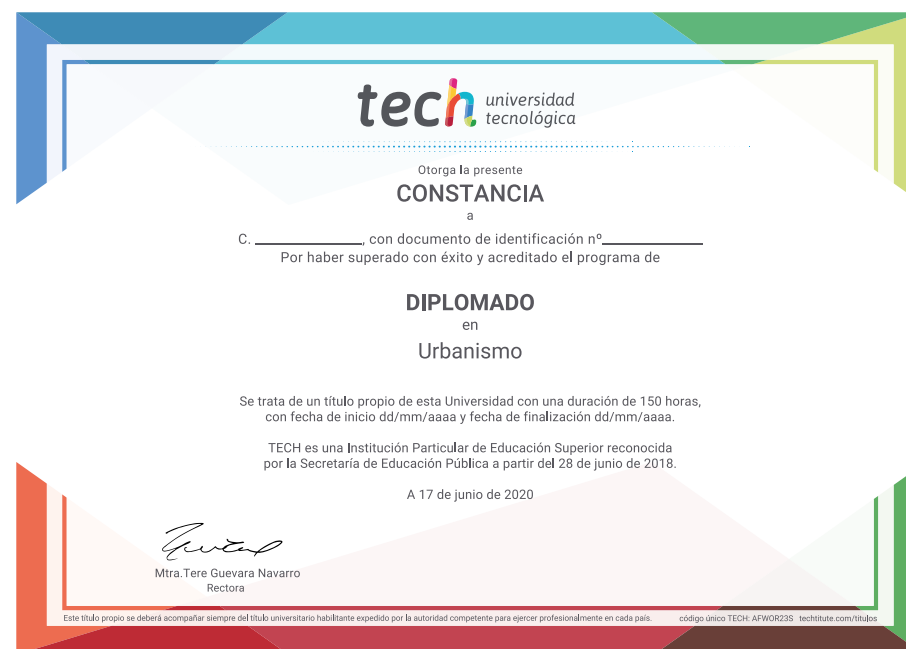 tech universidad
tecnológica
Otorga la presente
CONSTANCIA
a
C. ____________, con documento de identificación nº____________
Por haber superado con éxito y acreditado el programa de
DIPLOMADO
en
Urbanismo
Se trata de un título propio de esta Universidad con una duración de 150 horas,
con fecha de inicio dd/mm/aaaa y fecha de finalización dd/mm/aaaa.
TECH es una Institución Particular de Educación Superior reconocida
por la Secretaría de Educación Pública a partir del 28 de junio de 2018.
A 17 de junio de 2020
Mtra.Tere Guevara Navarro
Rectora
Este título propio se deberá acompañar siempre del título universitario habilitante expedido por la autoridad competente para ejercer profesionalmente en cada país. código único TECH: AFWOR23S techtitute.com/titulos